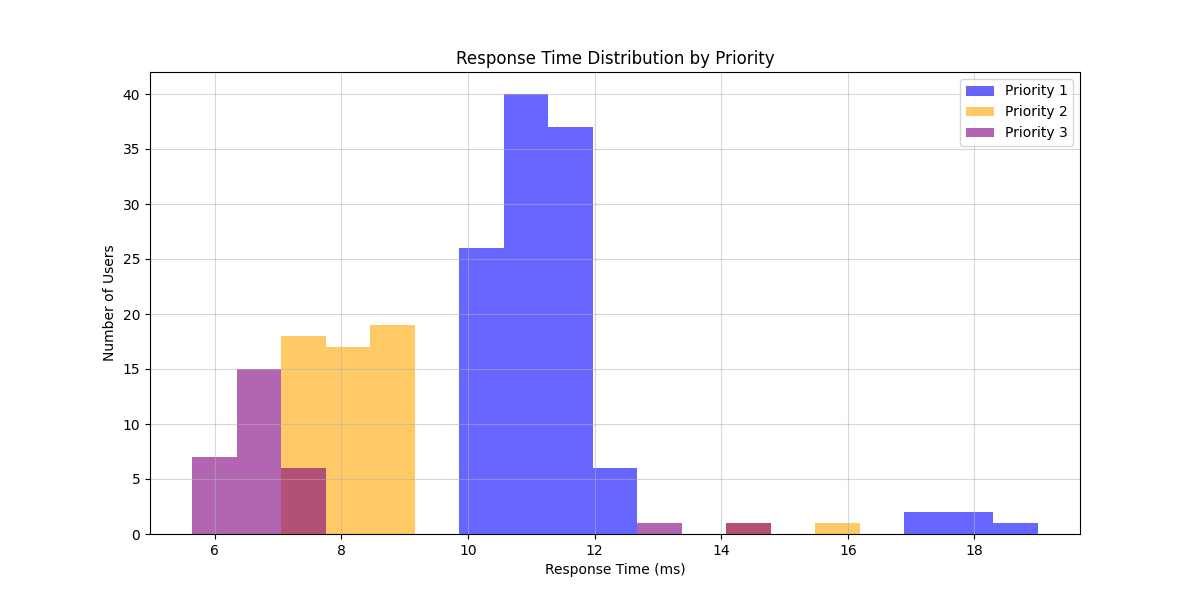 Response Time Distribution by Priority
Priority 1
Priority 2
Priority 3
Number of Users
40
35
30
25
20
15
10
5
0
6 8 10 12 14 16 18
Response Time (ms)